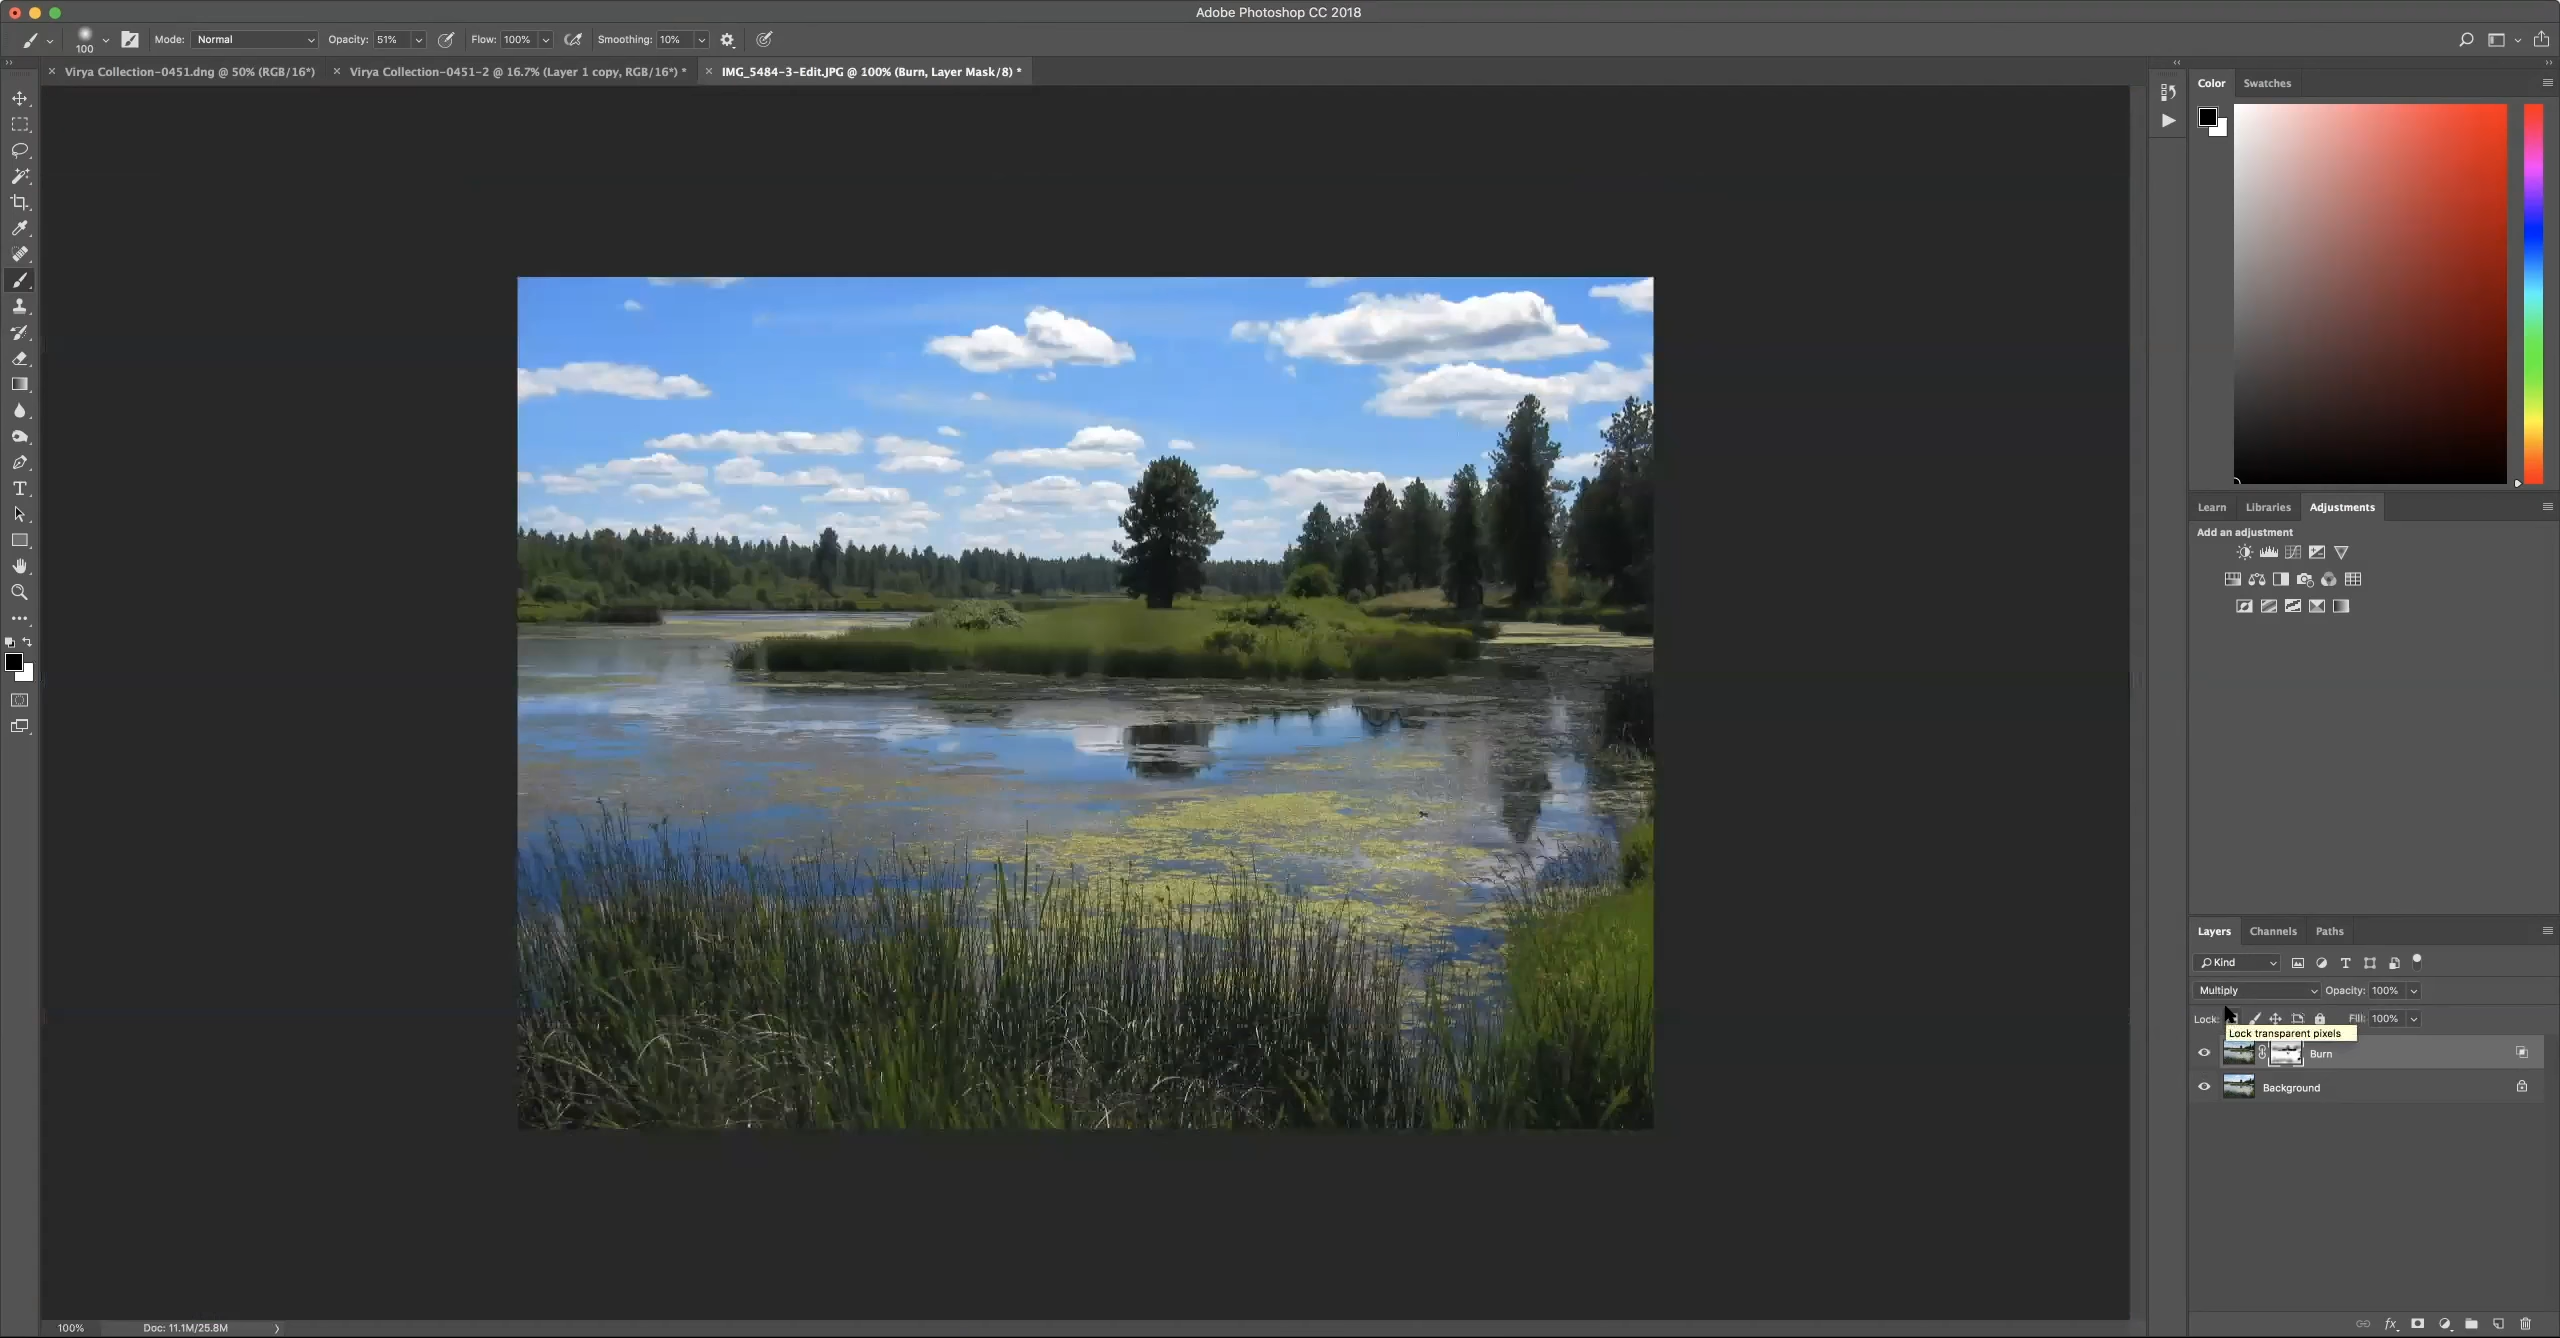 Adobe Photoshop CC 2018
100 Mode: Normal Opacity: 51% Flow: 100% Smoothing: 10%
Virya Collection-0451.dng @ 50% (RGB/16*) Virya Collection-0451-2 @ 16.7% (Layer 1 copy, RGB/16*) * IMG_5484-3-Edit.JPG @ 100% (Burn, Layer Mask/8) *
Color Swatches
Learn Libraries Adjustments
Add an adjustment
Layers Channels Paths
Kind
Multiply Opacity: 100%
Lock: Fill: 100%
Lock transparent pixels
Burn
Background
100% Doc: 11.1M/25.8M